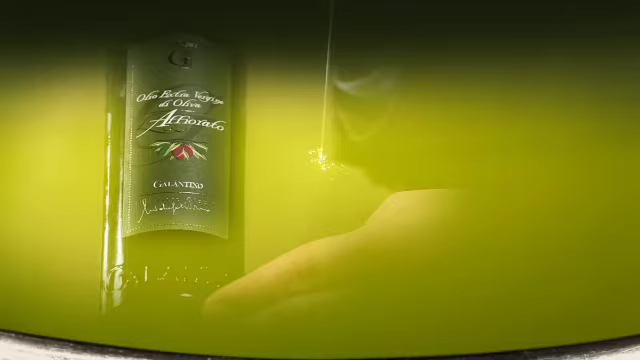 G
Olio Extra Vergine
di Oliva
Affiorato
GALANTINO